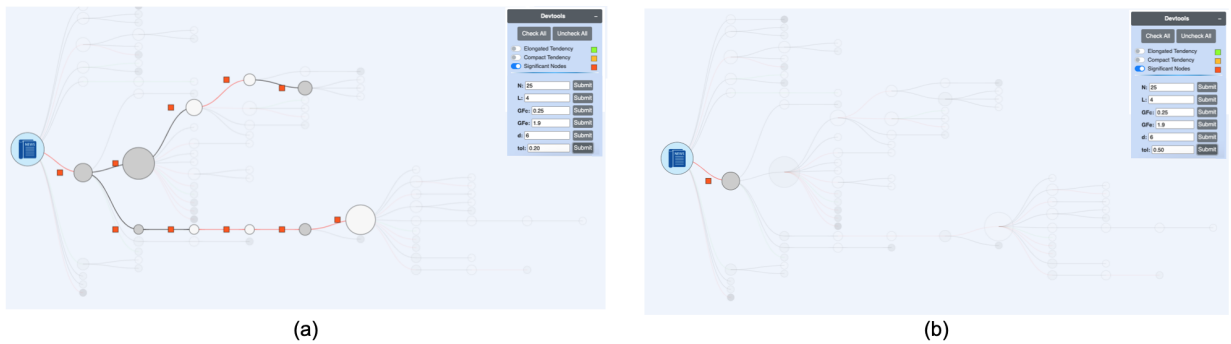 Devtools –
Check All Uncheck All
Elongated Tendency
Compact Tendency
Significant Nodes
N: 25 Submit
L: 4 Submit
GFc: 0.25 Submit
GFe: 1.9 Submit
d: 6 Submit
tol: 0.20 Submit
NEWS
(a)
Devtools –
Check All Uncheck All
Elongated Tendency
Compact Tendency
Significant Nodes
N: 25 Submit
L: 4 Submit
GFc: 0.25 Submit
GFe: 1.9 Submit
d: 6 Submit
tol: 0.50 Submit
NEWS
(b)